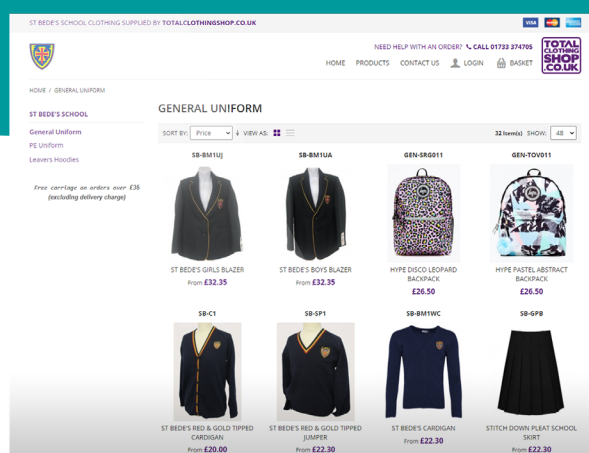 ST BEDE'S SCHOOL CLOTHING SUPPLIED BY TOTALCLOTHINGSHOP.CO.UK
VISA
NEED HELP WITH AN ORDER? CALL 01733 374705
TOTAL
CLOTHING
SHOP
.CO.UK
HOME PRODUCTS CONTACT US LOGIN BASKET
HOME / GENERAL UNIFORM
ST BEDE'S SCHOOL
General Uniform
PE Uniform
Leavers Hoodies
Free carriage on orders over £36
(excluding delivery charge)
GENERAL UNIFORM
SORT BY: Price VIEW AS: 32 Item(s) SHOW: 48
SB-BM1UJ SB-BM1UA GEN-SRG011 GEN-TOV011
ST BEDE'S GIRLS BLAZER ST BEDE'S BOYS BLAZER HYPE DISCO LEOPARD BACKPACK HYPE PASTEL ABSTRACT BACKPACK
From £32.35 From £32.35 £26.50 £26.50
SB-C1 SB-SP1 SB-BM1WC SB-GPB
ST BEDE'S RED & GOLD TIPPED CARDIGAN ST BEDE'S RED & GOLD TIPPED JUMPER ST BEDE'S CARDIGAN STITCH DOWN PLEAT SCHOOL SKIRT
From £20.00 From £22.30 From £22.30 From £22.30